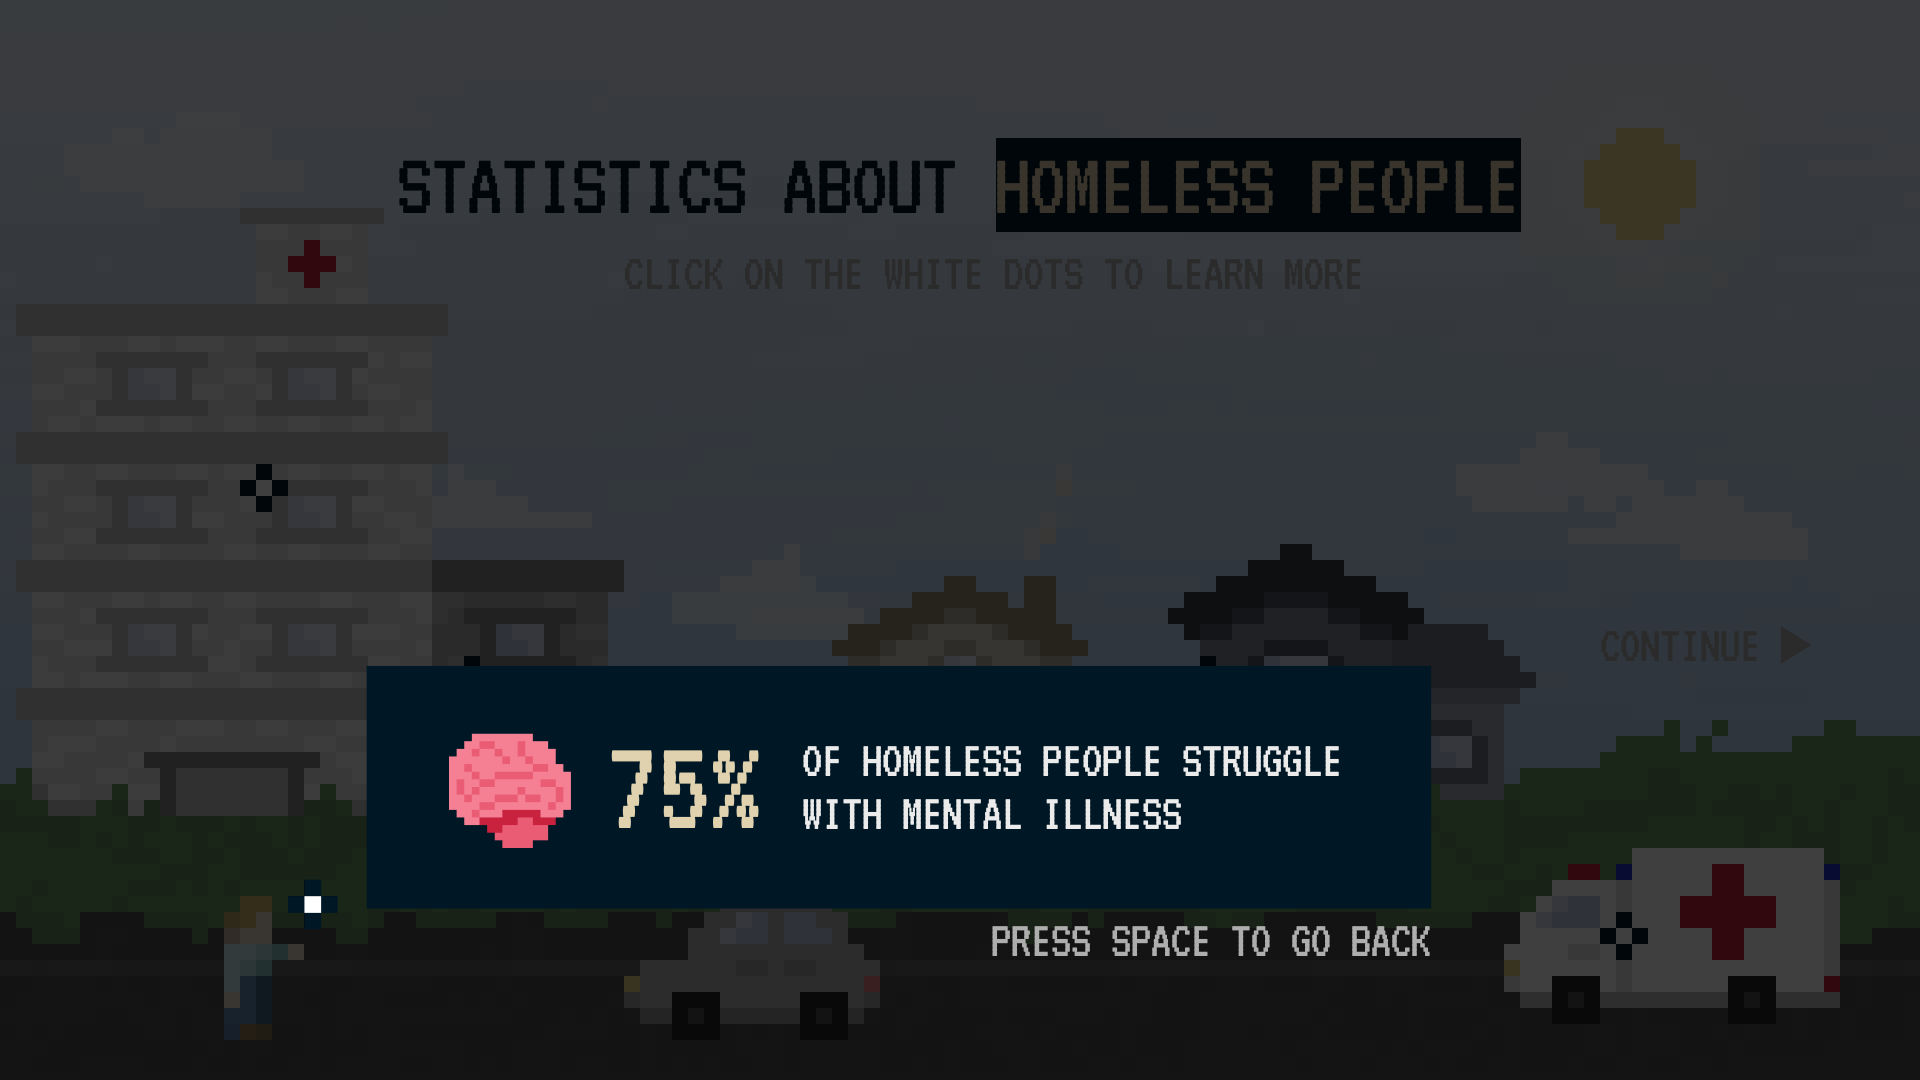 STATISTICS ABOUT HOMELESS PEOPLE
CLICK ON THE WHITE DOTS TO LEARN MORE
CONTINUE
75% OF HOMELESS PEOPLE STRUGGLE
WITH MENTAL ILLNESS
PRESS SPACE TO GO BACK